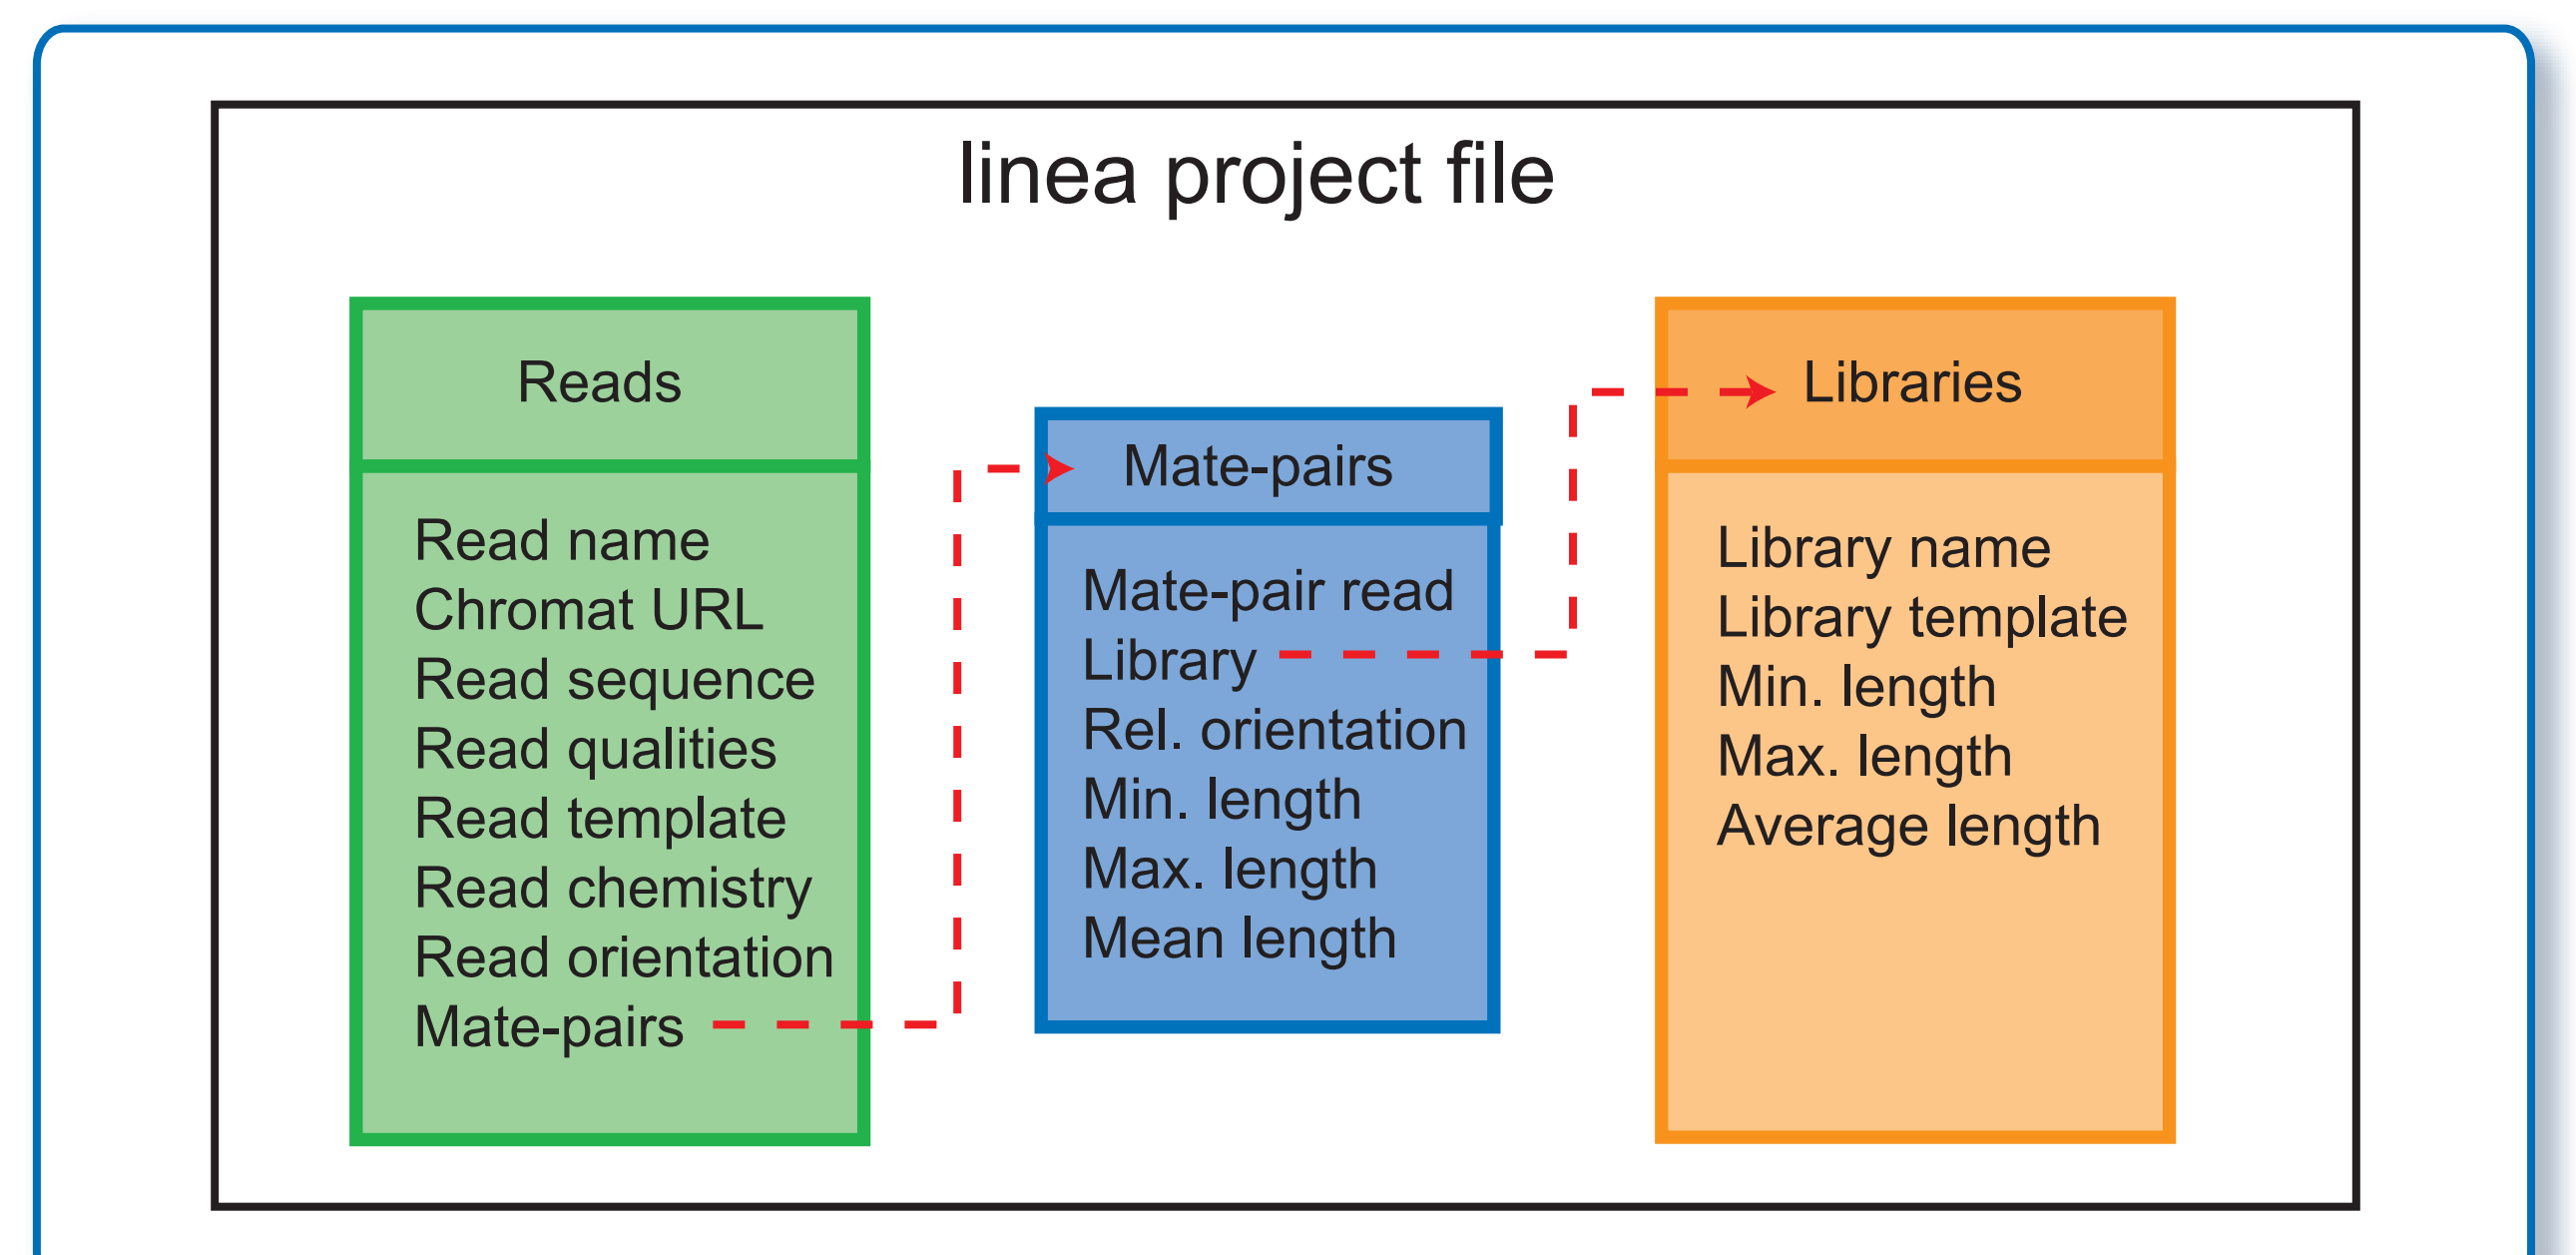 linea project file
Reads
Read name
Chromat URL
Read sequence
Read qualities
Read template
Read chemistry
Read orientation
Mate-pairs
Mate-pairs
Mate-pair read
Library
Rel. orientation
Min. length
Max. length
Mean length
Libraries
Library name
Library template
Min. length
Max. length
Average length